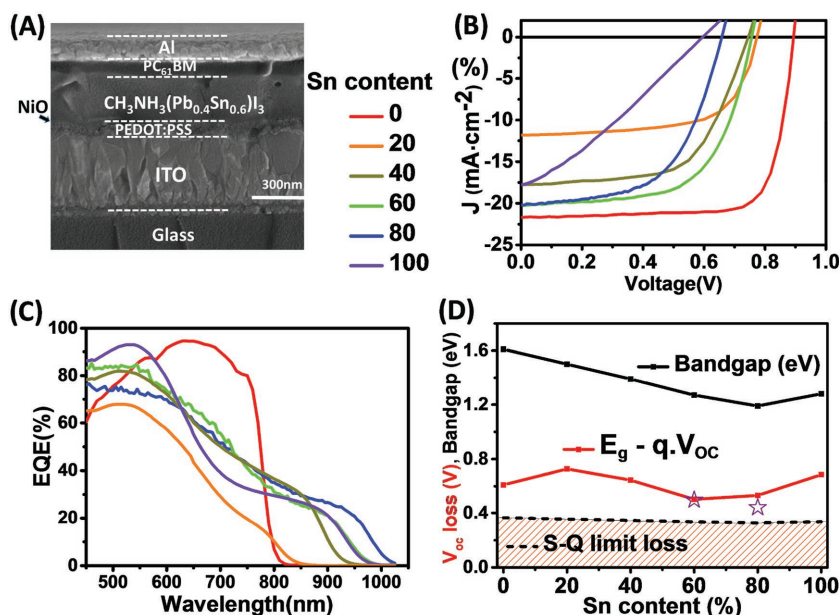 (A)
Al
PC61BM
CH3NH3(Pb0.4Sn0.6)I3
NiO
PEDOT:PSS
ITO
300nm
Glass
Sn content
(%)
0
20
40
60
80
100
(B)
0
-5
-10
-15
-20
-25
J (mA·cm-2)
0.0 0.2 0.4 0.6 0.8 1.0
Voltage(V)
(C)
100
80
60
40
20
0
EQE(%)
500 600 700 800 900 1000
Wavelength(nm)
(D)
1.6
1.2
0.8
0.4
0.0
Voc loss (V), Bandgap (eV)
Bandgap (eV)
Eg - q.VOC
S-Q limit loss
0 20 40 60 80 100
Sn content (%)